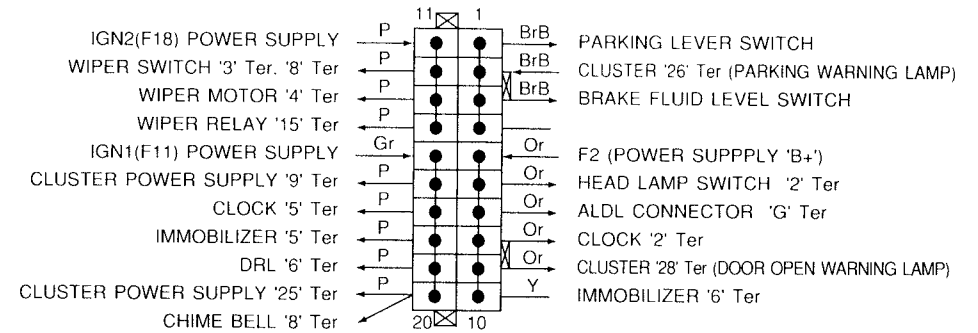 11 1
IGN2(F18) POWER SUPPLY P BrB PARKING LEVER SWITCH
WIPER SWITCH '3' Ter. '8' Ter P BrB CLUSTER '26' Ter (PARKING WARNING LAMP)
WIPER MOTOR '4' Ter P BrB BRAKE FLUID LEVEL SWITCH
WIPER RELAY '15' Ter P
IGN1(F11) POWER SUPPLY Gr Or F2 (POWER SUPPPLY 'B+')
CLUSTER POWER SUPPLY '9' Ter P Or HEAD LAMP SWITCH '2' Ter
CLOCK '5' Ter P Or ALDL CONNECTOR 'G' Ter
IMMOBILIZER '5' Ter P Or CLOCK '2' Ter
DRL '6' Ter P Or CLUSTER '28' Ter (DOOR OPEN WARNING LAMP)
CLUSTER POWER SUPPLY '25' Ter P Y IMMOBILIZER '6' Ter
CHIME BELL '8' Ter 20 10